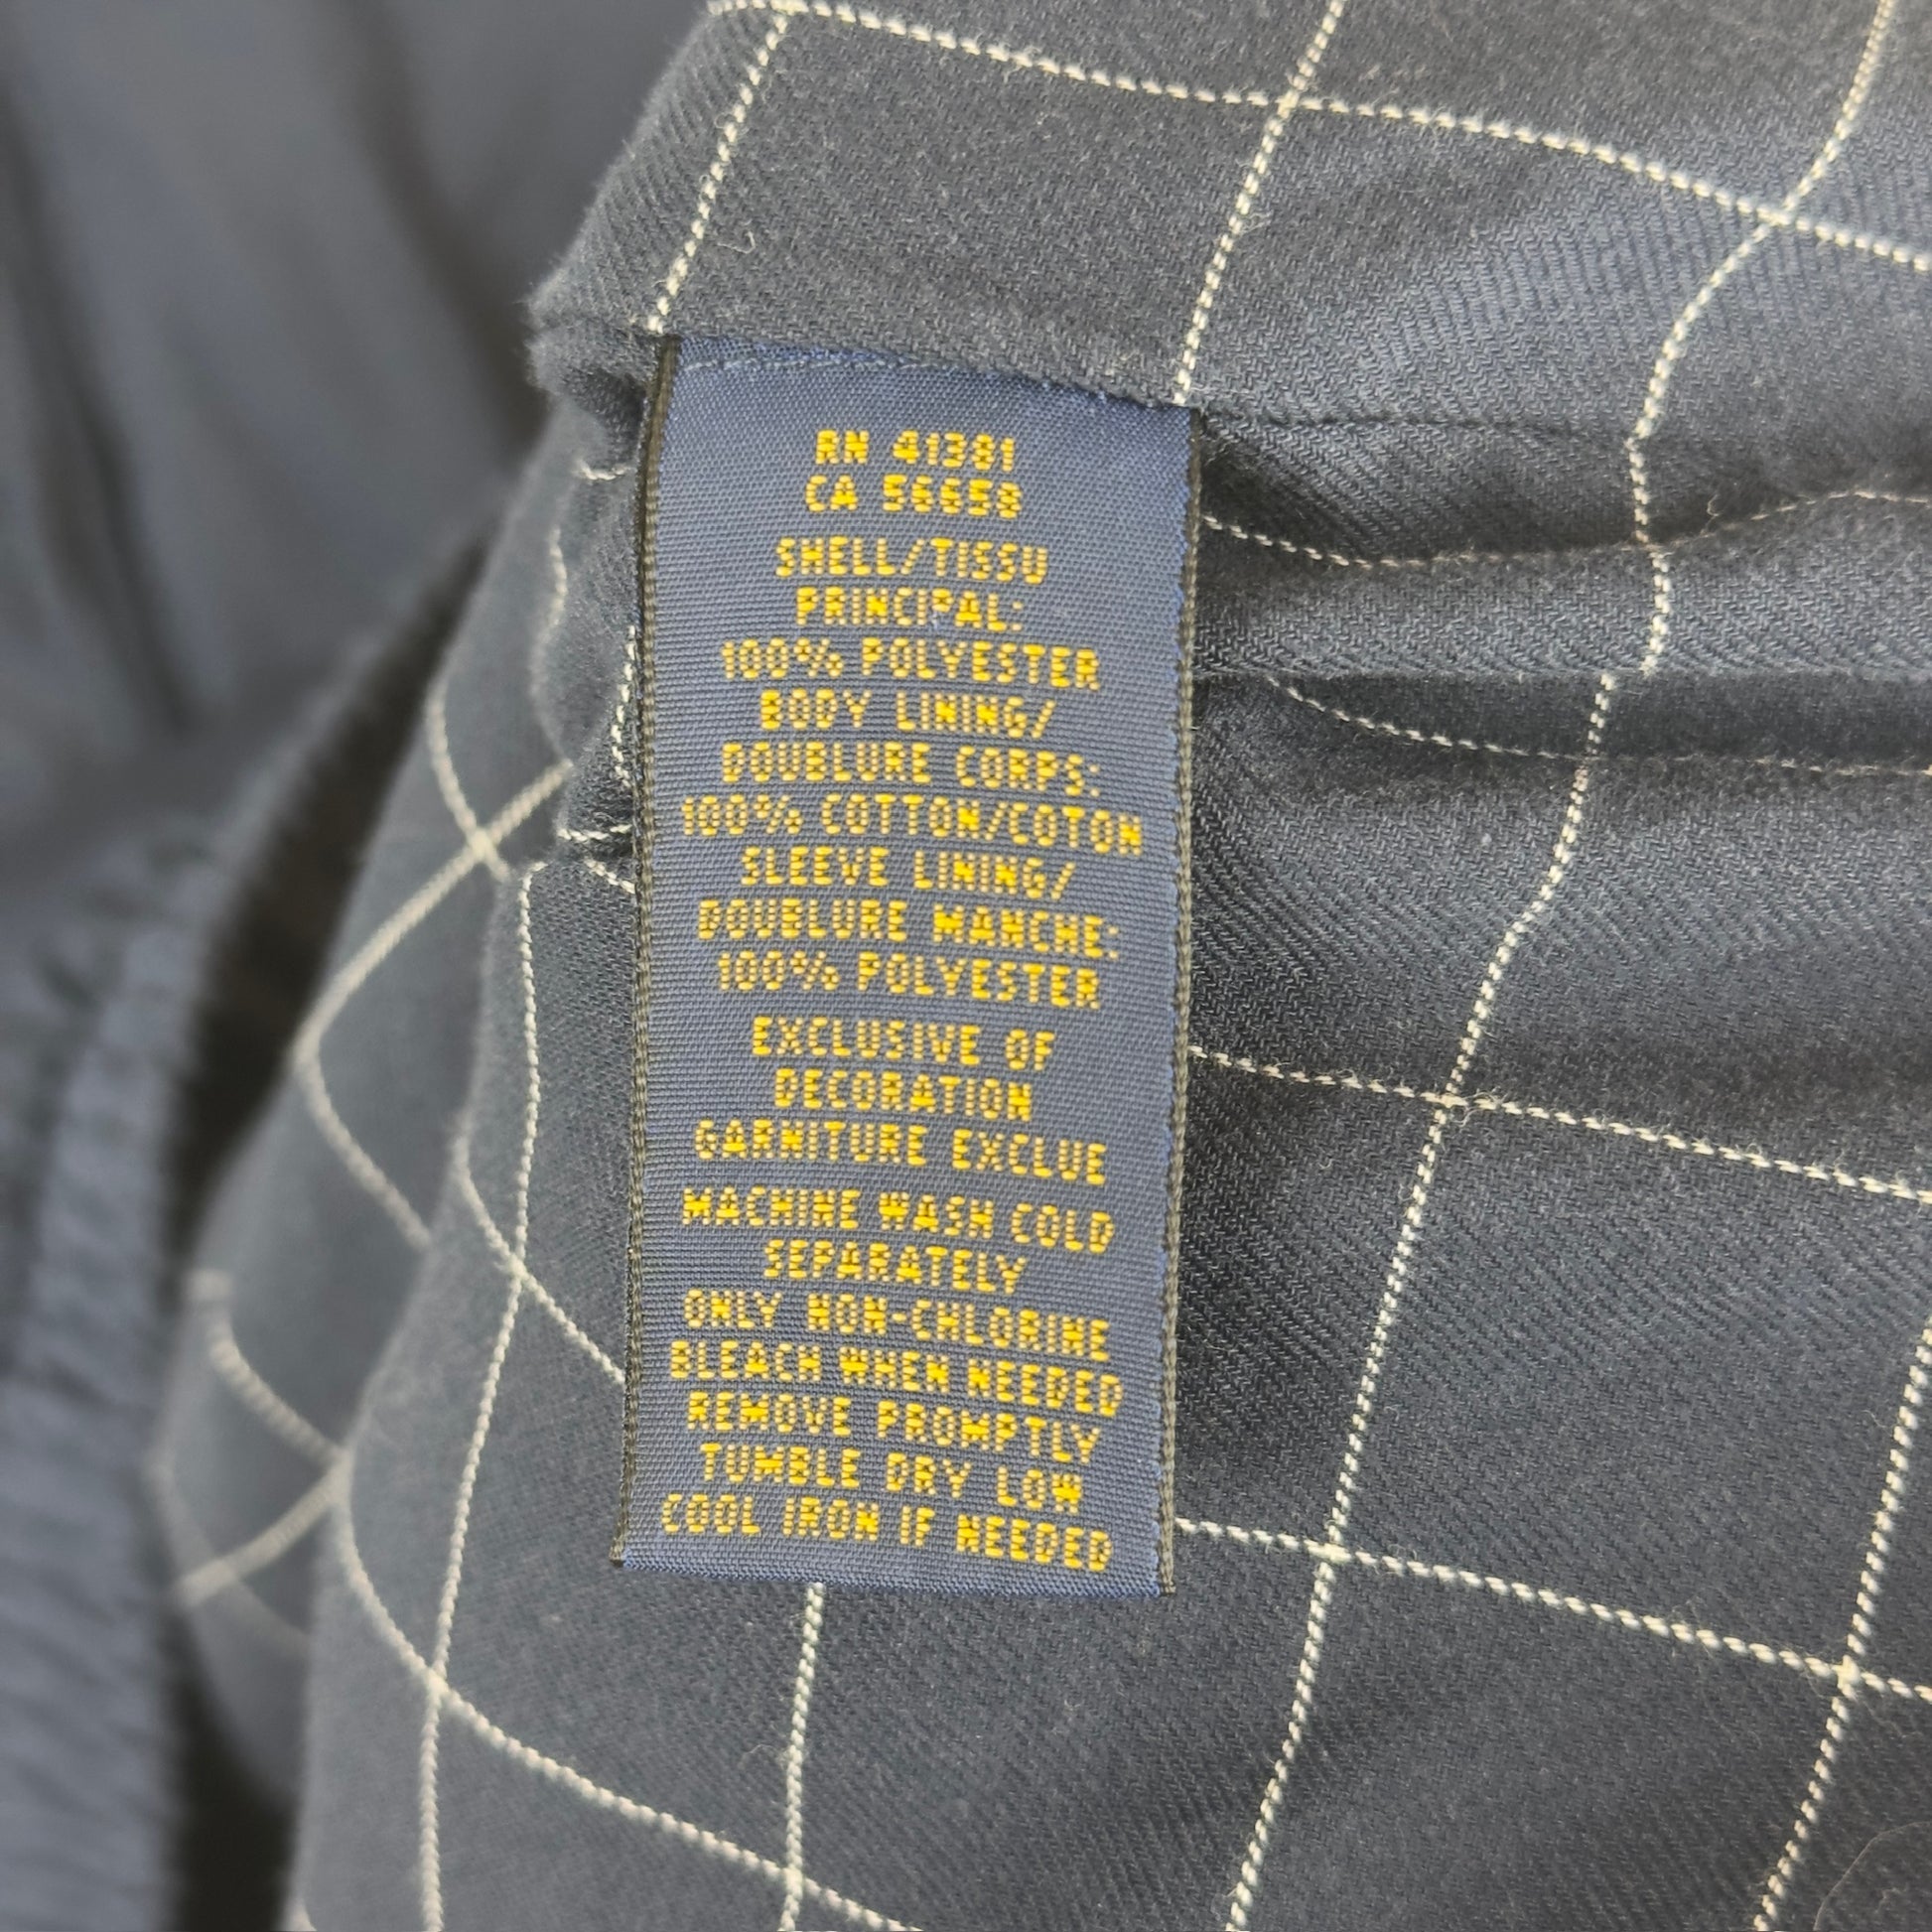 RN 41381
CA 56658
SHELL/TISSU
PRINCIPAL:
100% POLYESTER
BODY LINING/
DOUBLURE CORPS:
100% COTTON/COTON
SLEEVE LINING/
DOUBLURE MANCHE:
100% POLYESTER
EXCLUSIVE OF
DECORATION
GARNITURE EXCLUE
MACHINE WASH COLD
SEPARATELY
ONLY NON-CHLORINE
BLEACH WHEN NEEDED
REMOVE PROMPTLY
TUMBLE DRY LOW
COOL IRON IF NEEDED